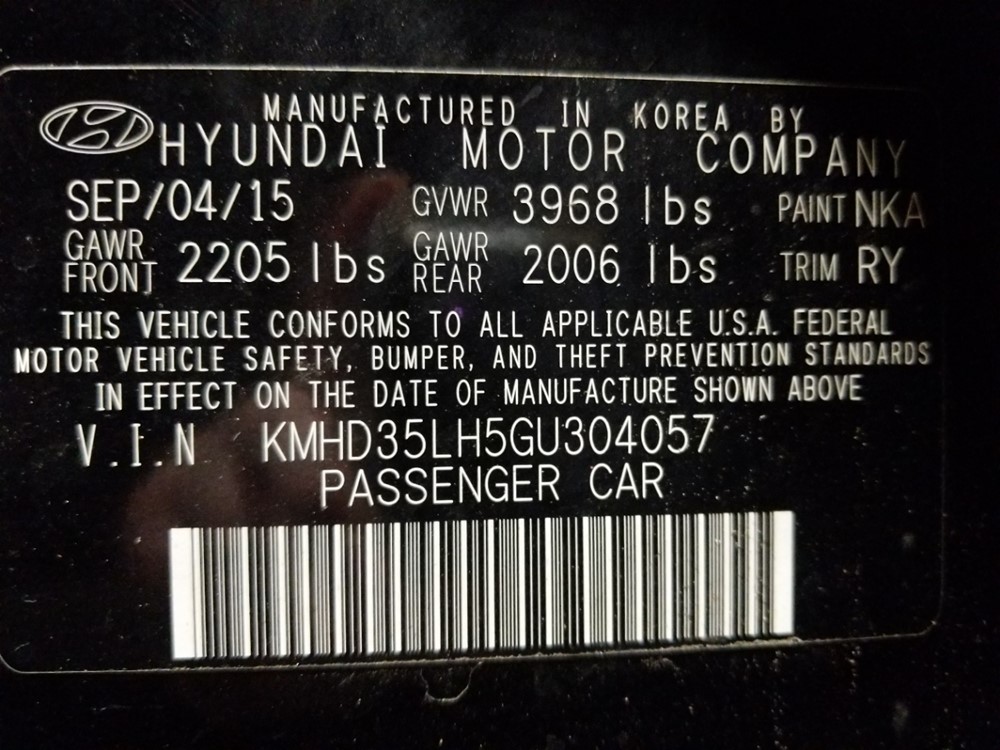 MANUFACTURED IN KOREA BY
HYUNDAI MOTOR COMPANY
SEP/04/15 GVWR 3968 lbs PAINT NKA
GAWR FRONT 2205 lbs GAWR REAR 2006 lbs TRIM RY
THIS VEHICLE CONFORMS TO ALL APPLICABLE U.S.A. FEDERAL
MOTOR VEHICLE SAFETY, BUMPER, AND THEFT PREVENTION STANDARDS
IN EFFECT ON THE DATE OF MANUFACTURE SHOWN ABOVE
V.I.N KMHD35LH5GU304057
PASSENGER CAR